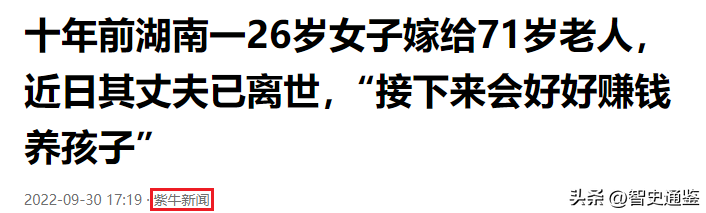 十年前湖南一26岁女子嫁给71岁老人，
近日其丈夫已离世，“接下来会好好赚钱
养孩子”
2022-09-30 17:19 · 紫牛新闻
头条 @智史通鉴